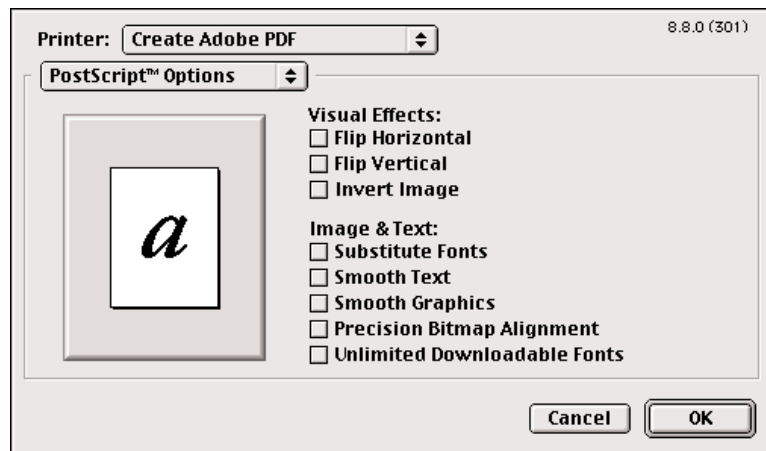 Printer: Create Adobe PDF
8.8.0 (301)
PostScript™ Options
a
Visual Effects:
Flip Horizontal
Flip Vertical
Invert Image
Image & Text:
Substitute Fonts
Smooth Text
Smooth Graphics
Precision Bitmap Alignment
Unlimited Downloadable Fonts
Cancel OK